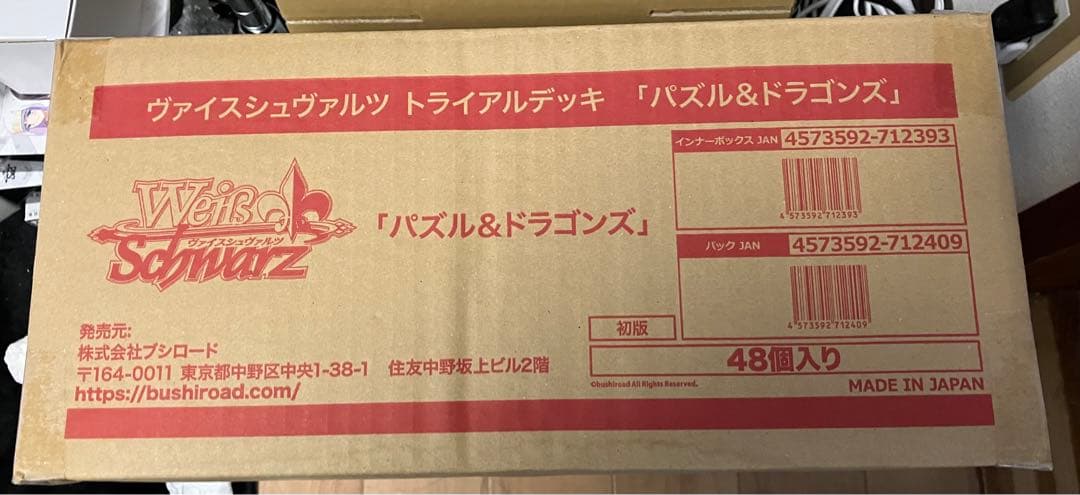 ヴァイスシュヴァルツ トライアルデッキ 「パズル＆ドラゴンズ」
インナーボックス JAN 4573592-712393
4 573592 712393
Weiß
ヴァイスシュヴァルツ
Schwarz
「パズル＆ドラゴンズ」
パック JAN 4573592-712409
4 573592 712409
発売元:
株式会社ブシロード
〒164-0011 東京都中野区中央1-38-1 住友中野坂上ビル2階
https://bushiroad.com/
初版
48個入り
©bushiroad All Rights Reserved.
MADE IN JAPAN